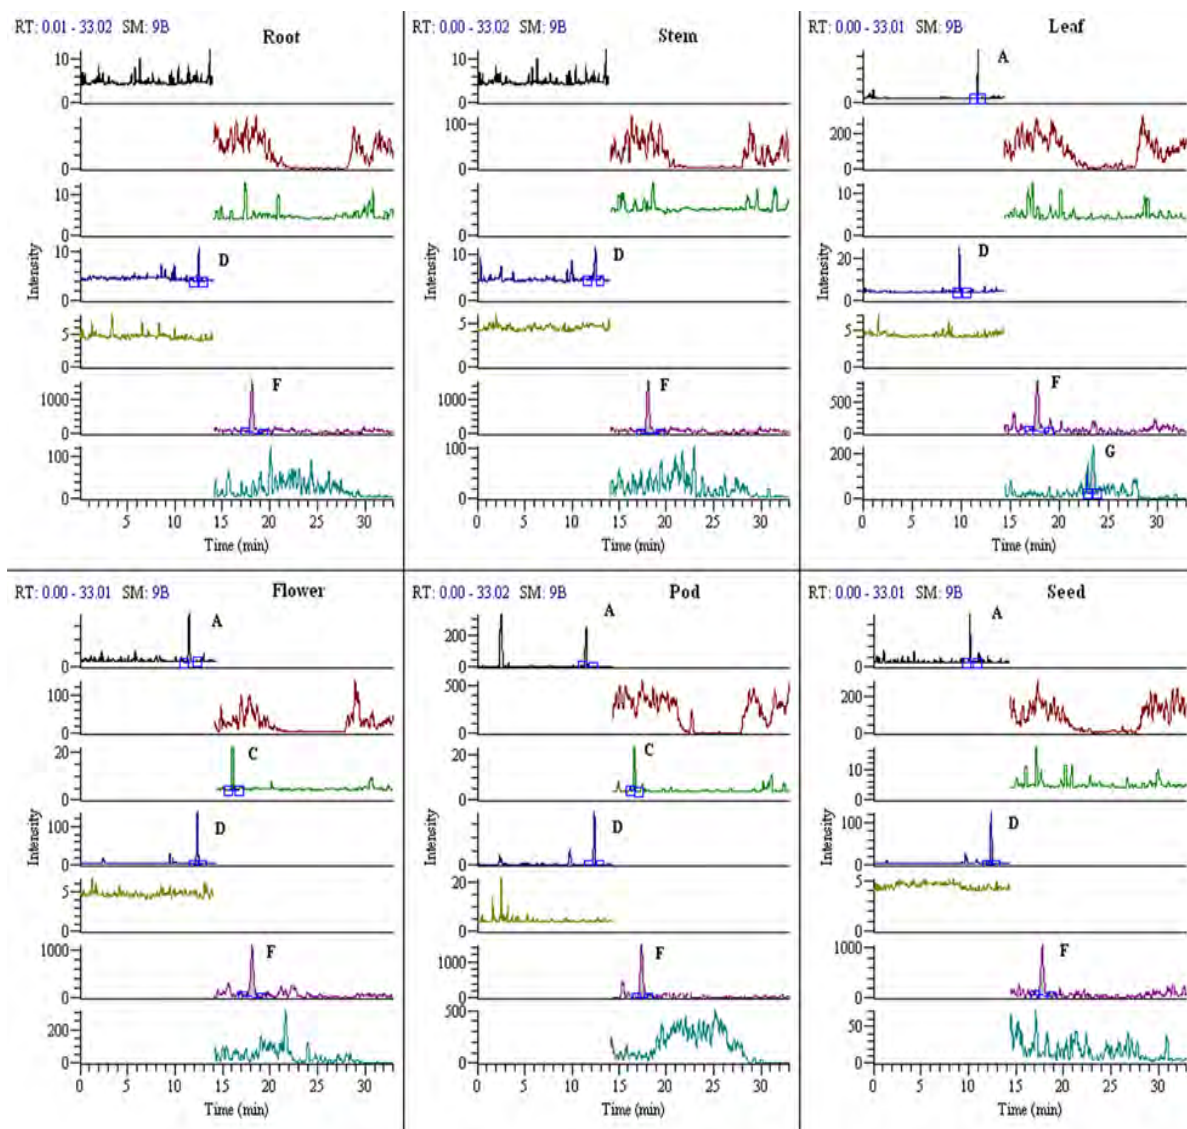 RT: 0.01 - 33.02 SM: 9B Root
10
0
0
10
0
10
0
D
5
0
1000
0
F
100
0
5 10 15 20 25 30
Time (min)
Intensity
RT: 0.00 - 33.02 SM: 9B Stem
10
0
100
0
0
10
0
D
5
0
1000
0
F
100
0
0 5 10 15 20 25 30
Time (min)
Intensity
RT: 0.00 - 33.01 SM: 9B Leaf
A
0
200
0
10
0
20
0
D
5
0
500
0
F
200
0
G
0 5 10 15 20 25 30
Time (min)
Intensity
RT: 0.00 - 33.01 SM: 9B Flower
A
0
100
0
20
0
C
100
0
D
5
0
1000
0
F
200
0
0 5 10 15 20 25 30
Time (min)
Intensity
RT: 0.00 - 33.02 SM: 9B Pod
A
200
0
500
0
20
0
C
0
D
20
0
1000
0
F
500
0
0 5 10 15 20 25 30
Time (min)
Intensity
RT: 0.00 - 33.01 SM: 9B Seed
A
0
200
0
10
0
100
0
D
5
0
1000
0
F
50
0
0 5 10 15 20 25 30
Time (min)
Intensity